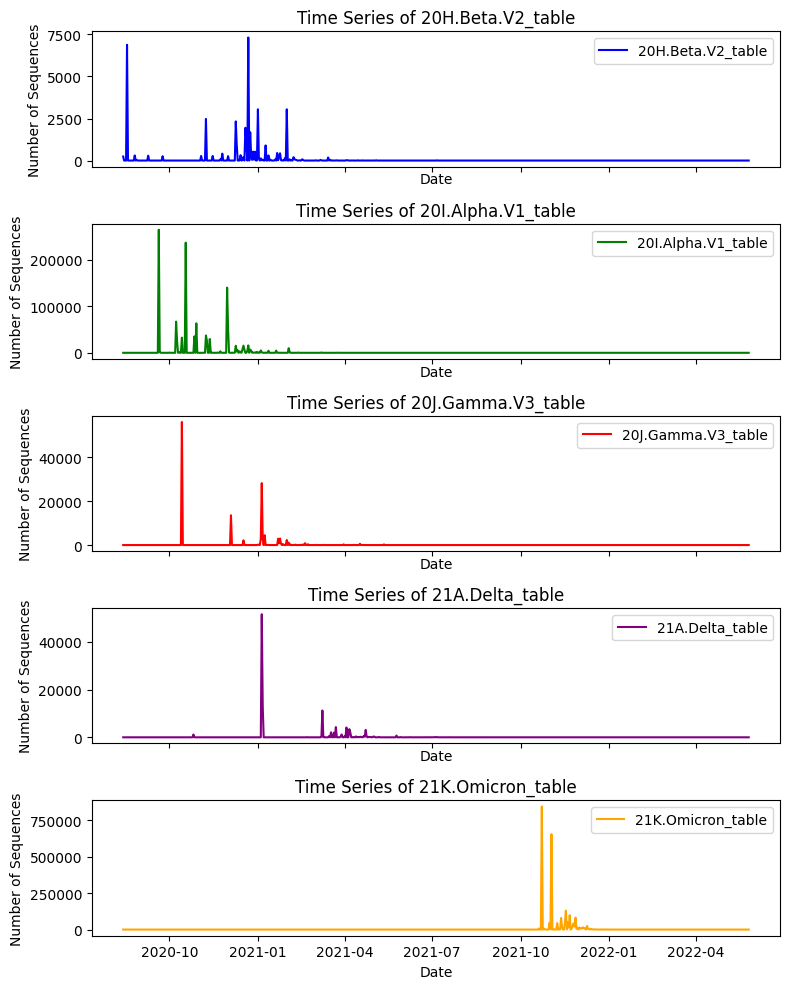 Time Series of 20H.Beta.V2_table
Number of Sequences
7500
5000
2500
0
20H.Beta.V2_table
Date
Time Series of 20I.Alpha.V1_table
Number of Sequences
200000
100000
0
20I.Alpha.V1_table
Date
Time Series of 20J.Gamma.V3_table
Number of Sequences
40000
20000
0
20J.Gamma.V3_table
Date
Time Series of 21A.Delta_table
Number of Sequences
40000
20000
0
21A.Delta_table
Date
Time Series of 21K.Omicron_table
Number of Sequences
750000
500000
250000
0
21K.Omicron_table
2020-10 2021-01 2021-04 2021-07 2021-10 2022-01 2022-04
Date